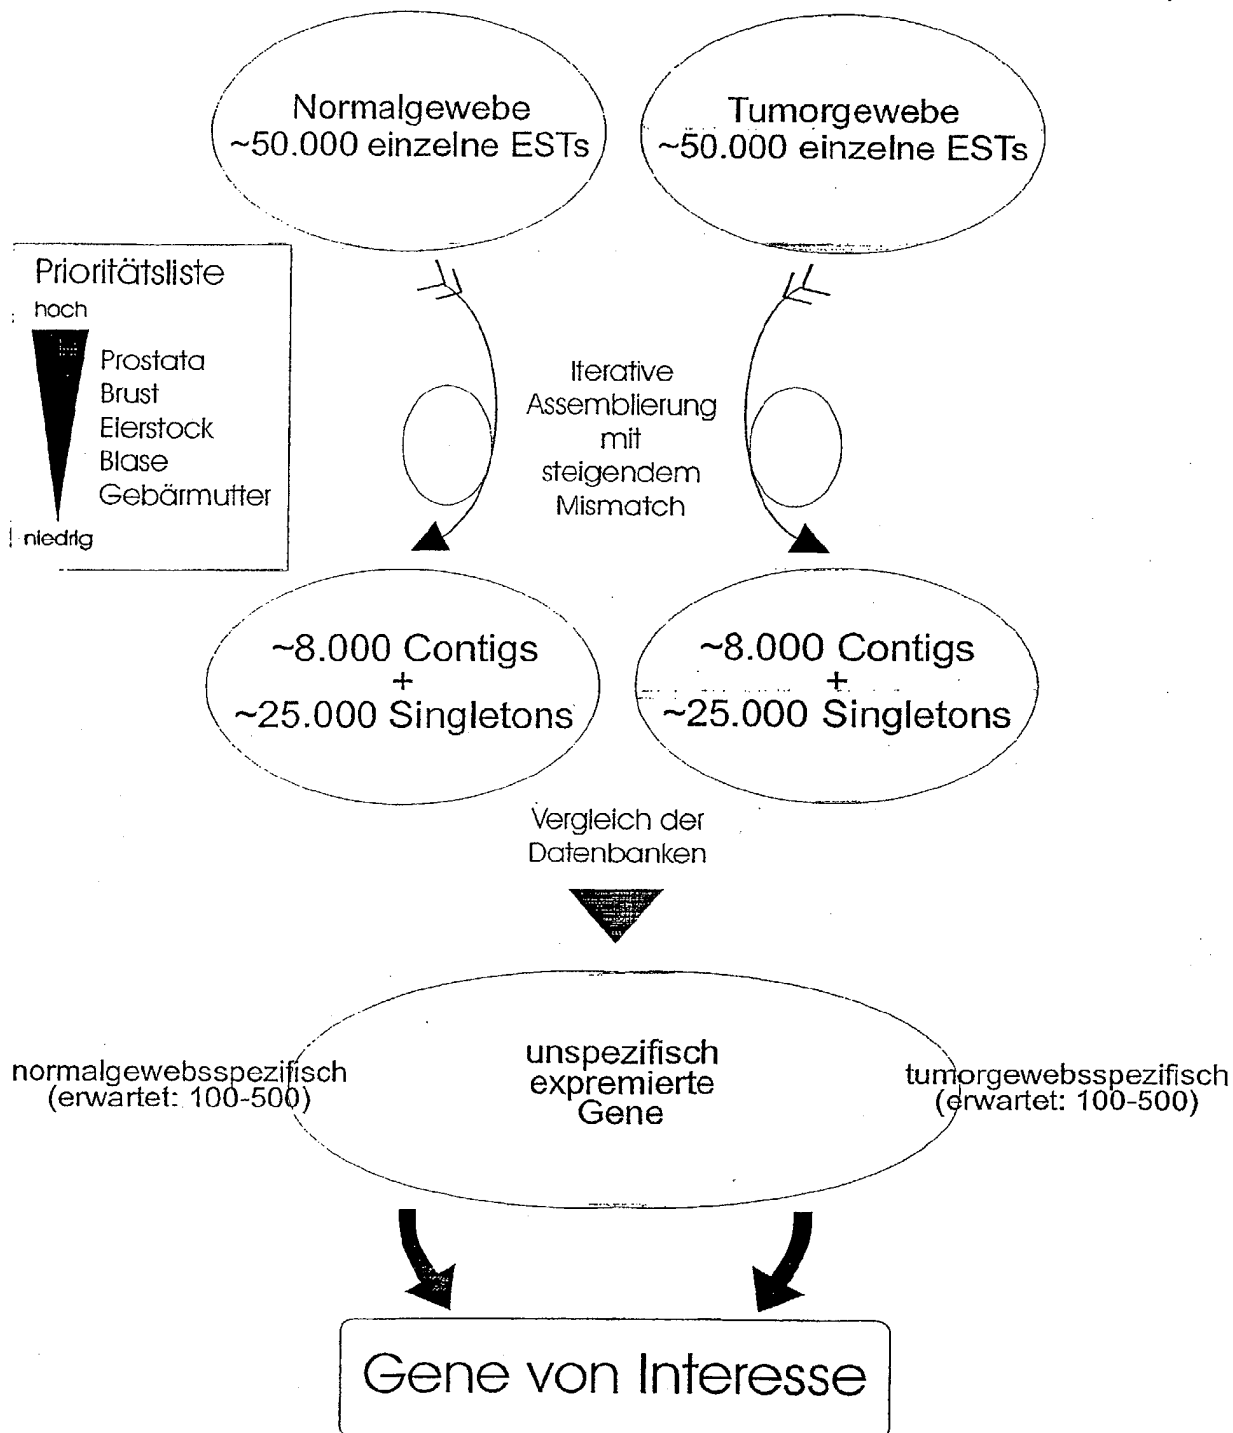 Normalgewebe
~50.000 einzelne ESTs
Tumorgewebe
~50.000 einzelne ESTs
Prioritätsliste
hoch
Prostata
Brust
Eierstock
Blase
Gebärmutter
niedrig
Iterative
Assemblierung
mit
steigendem
Mismatch
~8.000 Contigs
+
~25.000 Singletons
~8.000 Contigs
+
~25.000 Singletons
Vergleich der
Datenbanken
normalgewebsspezifisch
(erwartet: 100-500)
unspezifisch
expremierte
Gene
tumorgewebsspezifisch
(erwartet: 100-500)
Gene von Interesse